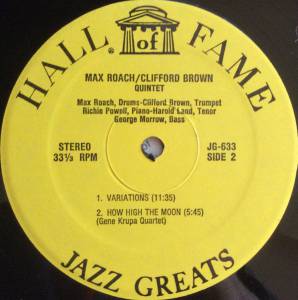 HALL of FAME
®
MAX ROACH/CLIFFORD BROWN
QUINTET
Max Roach, Drums-Clifford Brown, Trumpet
Richie Powell, Piano-Harold Land, Tenor
George Morrow, Bass
STEREO
33⅓ RPM
JG-633
SIDE 2
1. VARIATIONS (11:35)
2. HOW HIGH THE MOON (5:45)
(Gene Krupa Quartet)
JAZZ GREATS